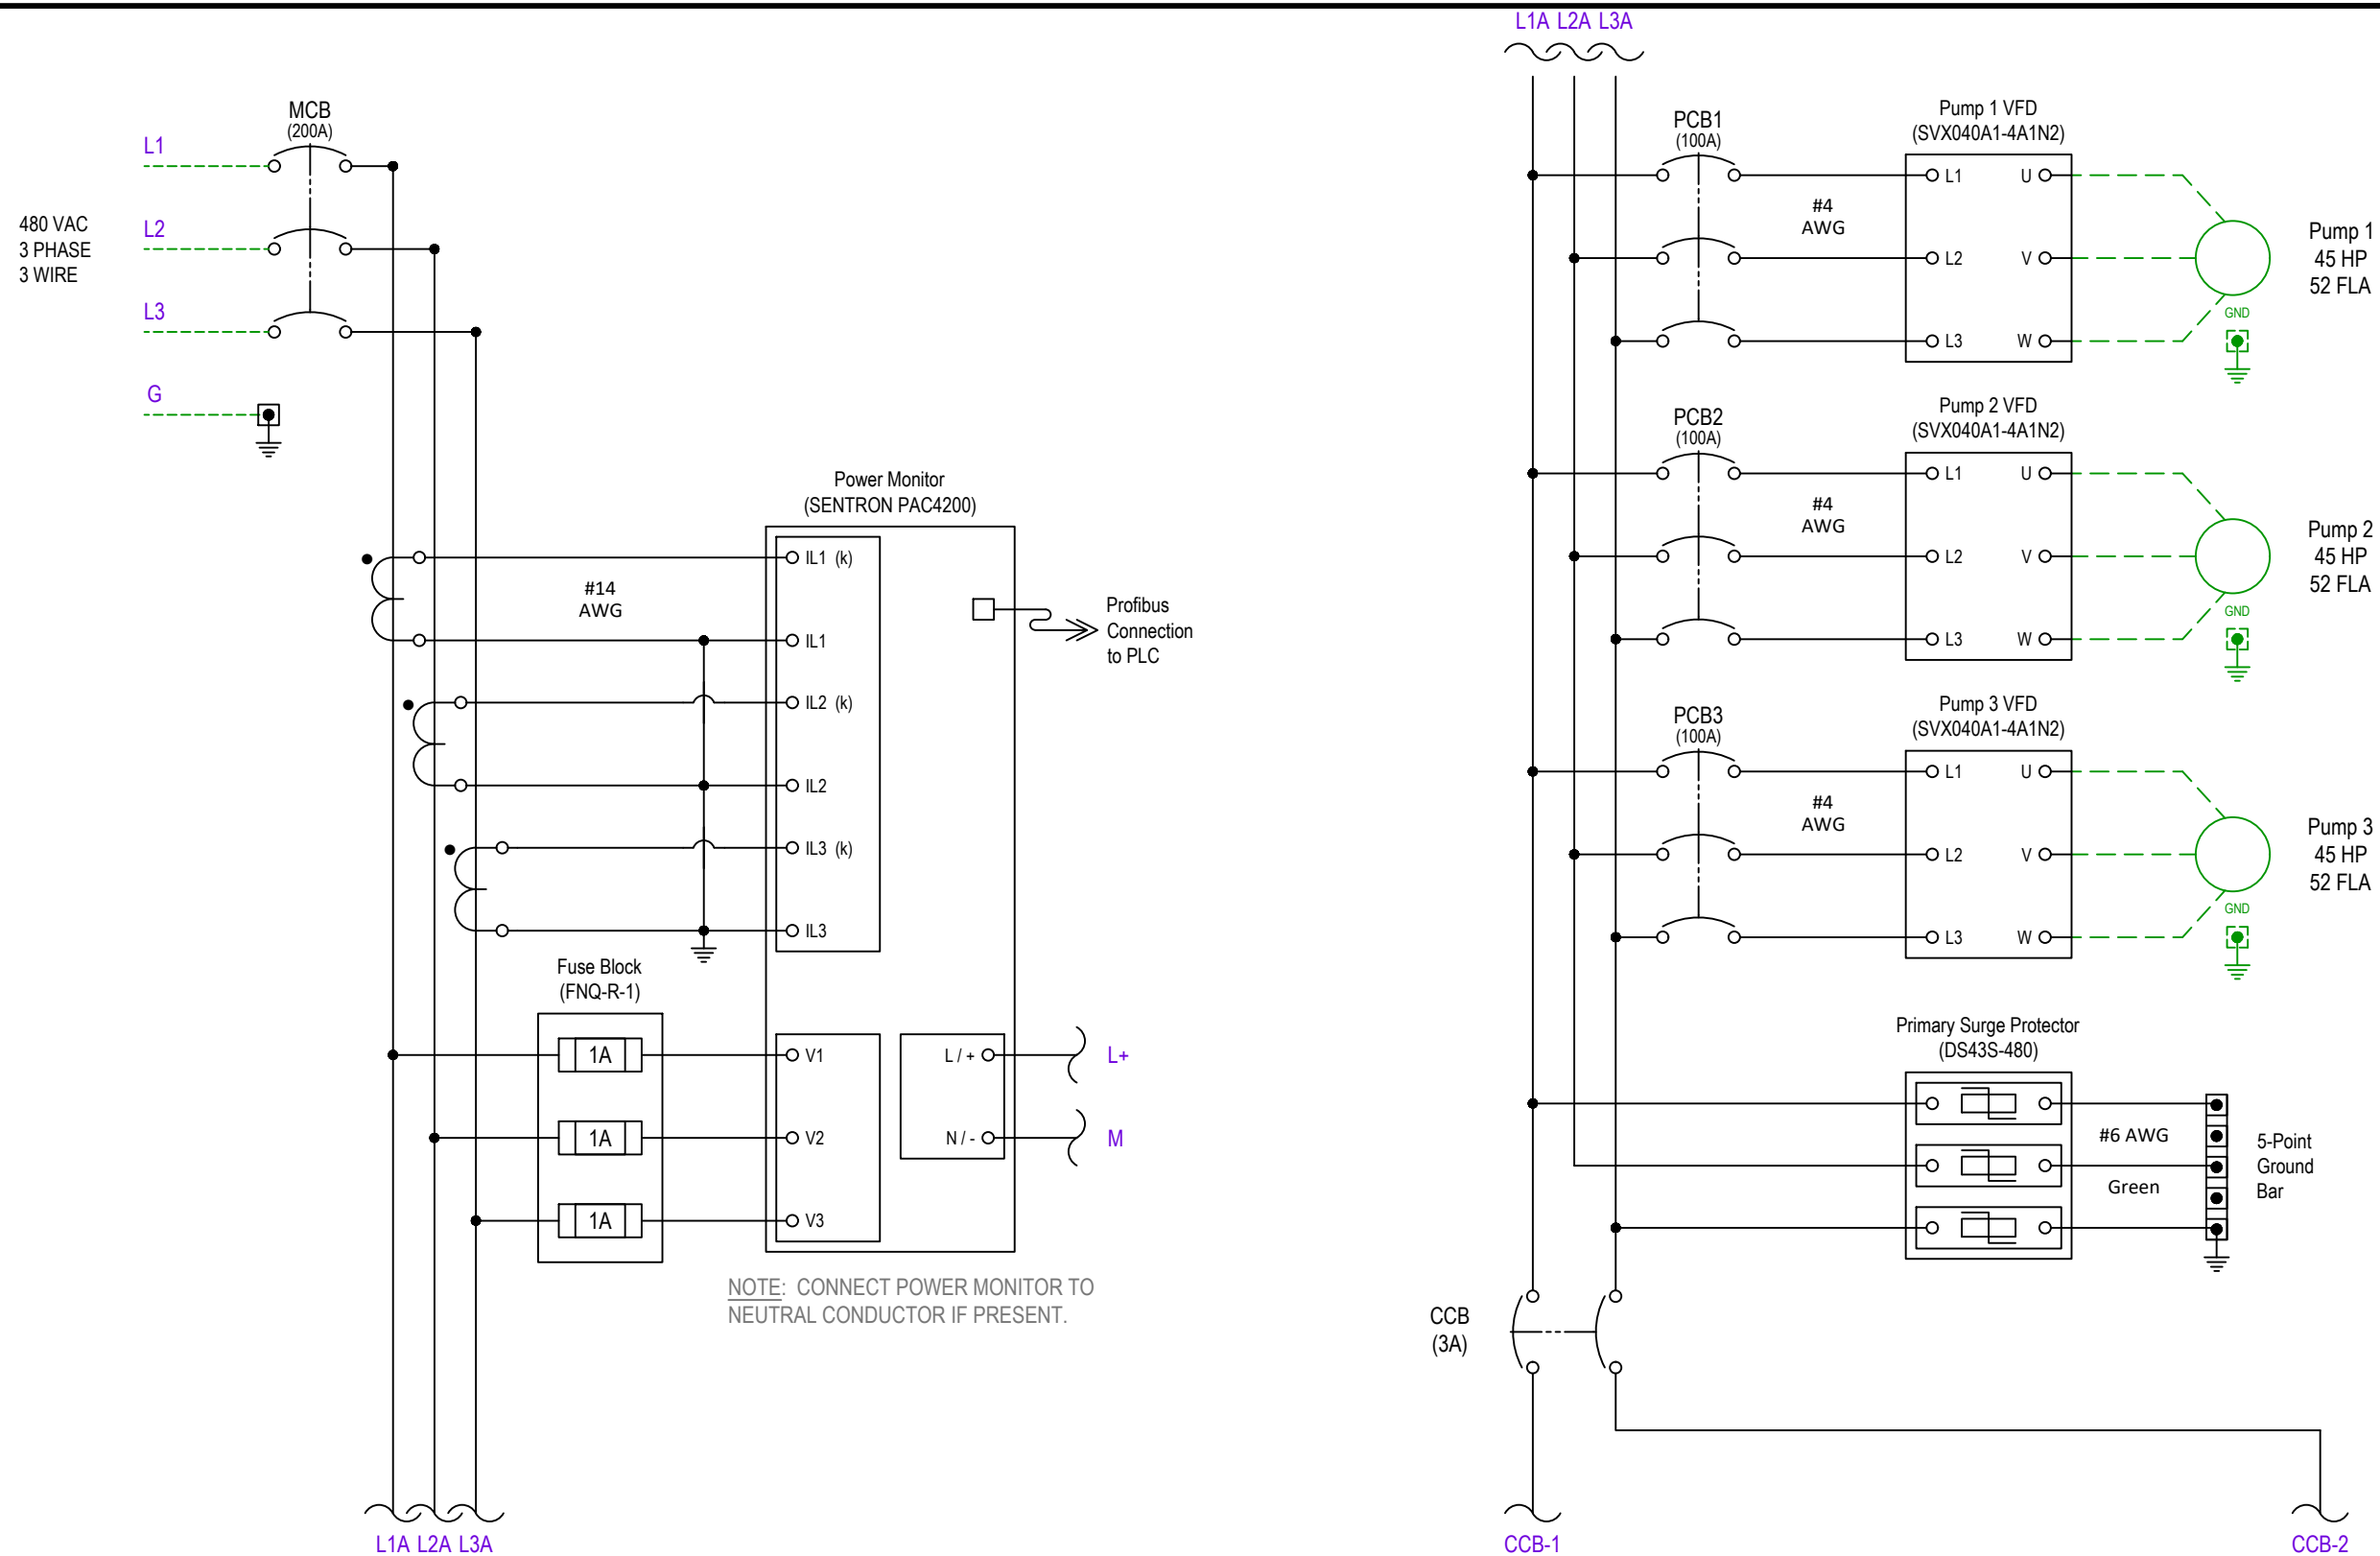 MCB
(200A)
L1
L2
L3
G
480 VAC
3 PHASE
3 WIRE
Power Monitor
(SENTRON PAC4200)
IL1 (k)
#14
AWG
IL1
IL2 (k)
IL2
IL3 (k)
IL3
Profibus
Connection
to PLC
Fuse Block
(FNQ-R-1)
1A
V1
1A
V2
1A
V3
L / +
L+
N / -
M
NOTE: CONNECT POWER MONITOR TO
NEUTRAL CONDUCTOR IF PRESENT.
L1A L2A L3A
L1A L2A L3A
PCB1
(100A)
#4
AWG
Pump 1 VFD
(SVX040A1-4A1N2)
L1 U
L2 V
L3 W
GND
Pump 1
45 HP
52 FLA
PCB2
(100A)
#4
AWG
Pump 2 VFD
(SVX040A1-4A1N2)
L1 U
L2 V
L3 W
GND
Pump 2
45 HP
52 FLA
PCB3
(100A)
#4
AWG
Pump 3 VFD
(SVX040A1-4A1N2)
L1 U
L2 V
L3 W
GND
Pump 3
45 HP
52 FLA
Primary Surge Protector
(DS43S-480)
#6 AWG
Green
5-Point
Ground
Bar
CCB
(3A)
CCB-1
CCB-2